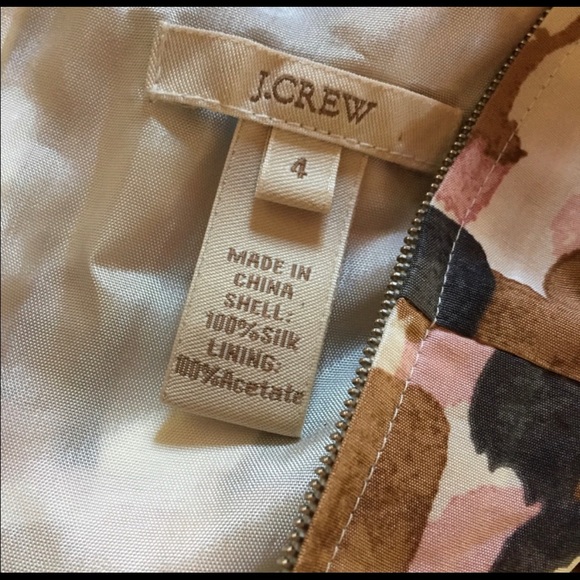 J.CREW
4
MADE IN
CHINA
SHELL:
100%Silk
LINING:
100%Acetate